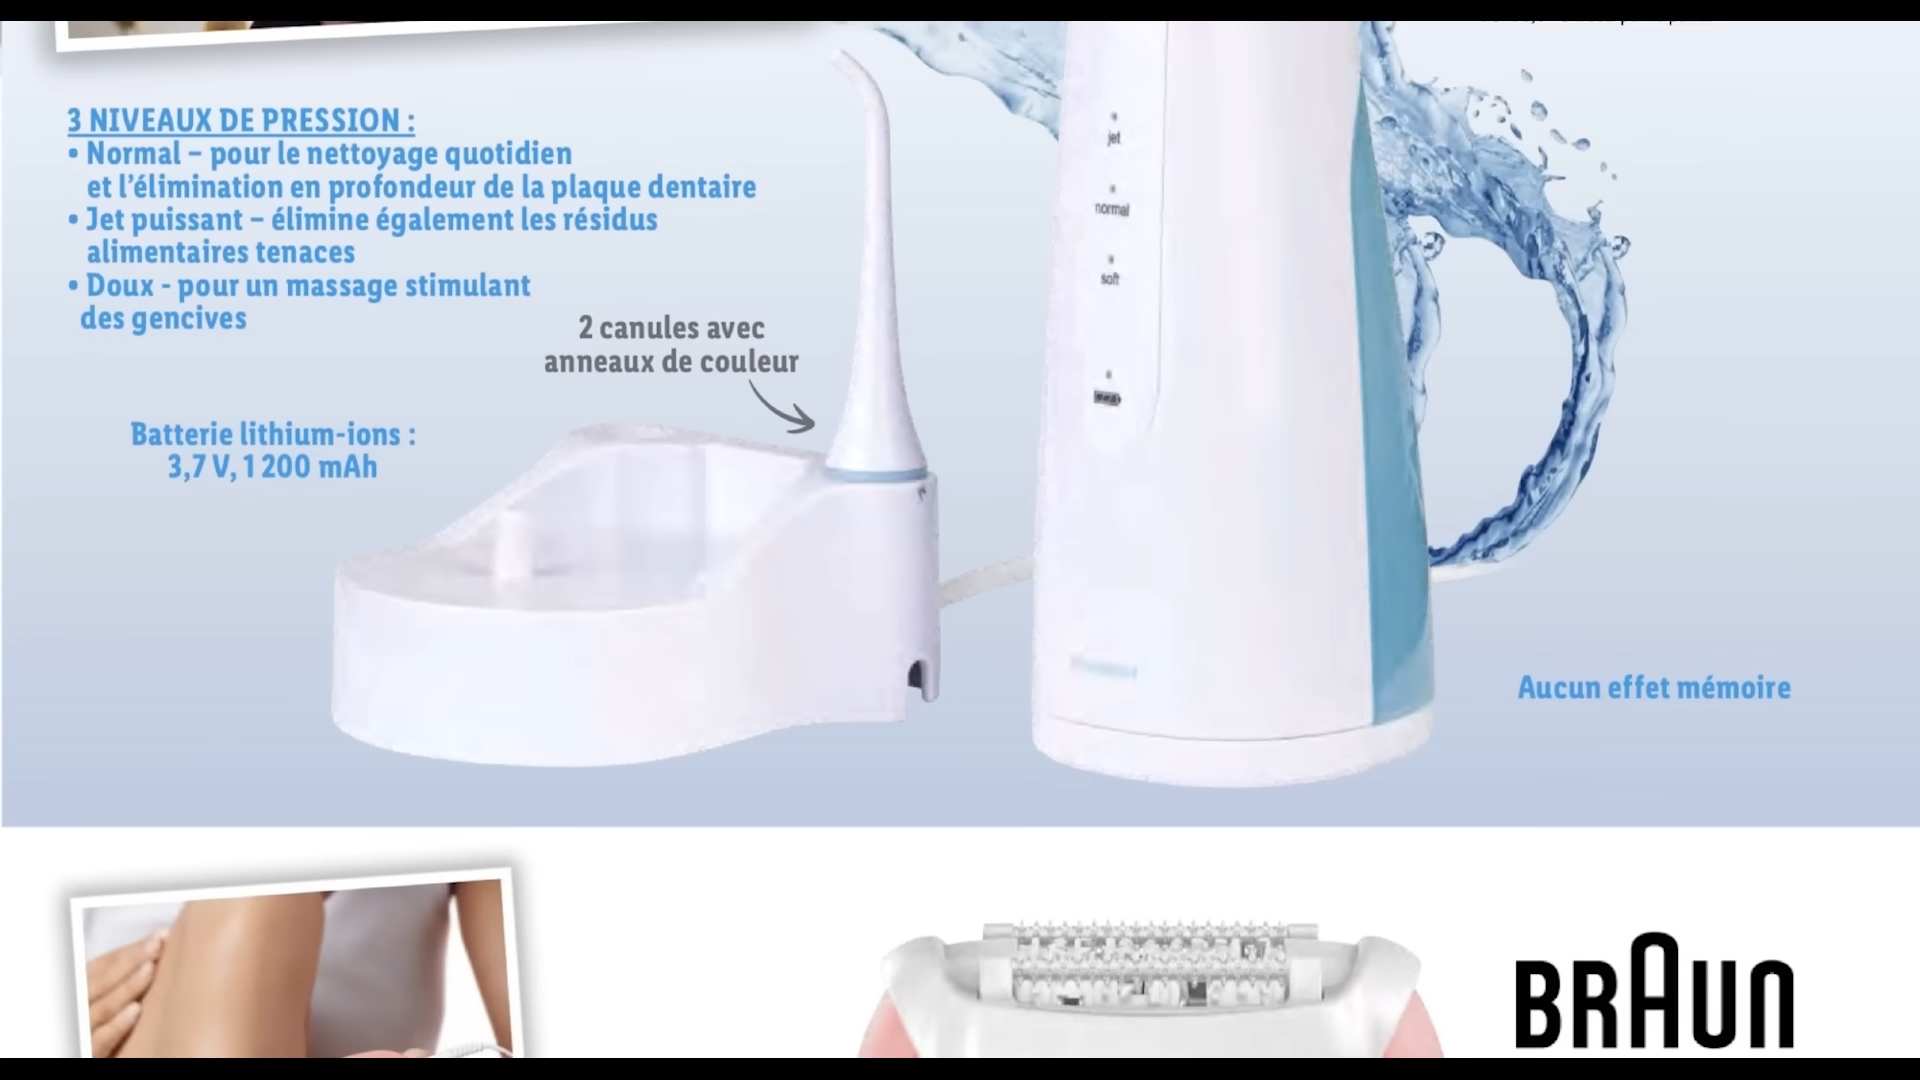 3 NIVEAUX DE PRESSION :
• Normal – pour le nettoyage quotidien
et l’élimination en profondeur de la plaque dentaire
• Jet puissant – élimine également les résidus
alimentaires tenaces
• Doux - pour un massage stimulant
des gencives
2 canules avec
anneaux de couleur
Batterie lithium-ions :
3,7 V, 1 200 mAh
jet
normal
soft
Aucun effet mémoire
BRAUN